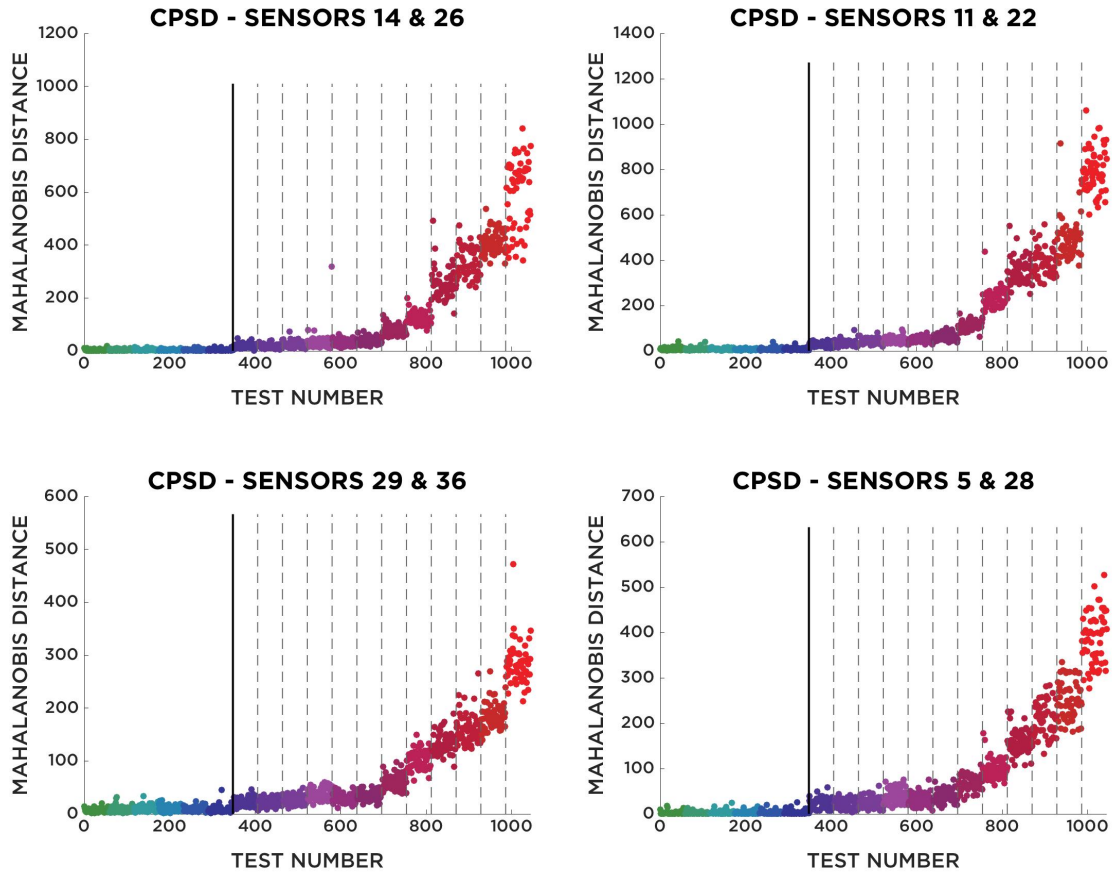 CPSD - SENSORS 14 & 26
MAHALANOBIS DISTANCE
1200
1000
800
600
400
200
0
0 200 400 600 800 1000
TEST NUMBER
CPSD - SENSORS 11 & 22
MAHALANOBIS DISTANCE
1400
1200
1000
800
600
400
200
0
0 200 400 600 800 1000
TEST NUMBER
CPSD - SENSORS 29 & 36
MAHALANOBIS DISTANCE
600
500
400
300
200
100
0
0 200 400 600 800 1000
TEST NUMBER
CPSD - SENSORS 5 & 28
MAHALANOBIS DISTANCE
700
600
500
400
300
200
100
0
0 200 400 600 800 1000
TEST NUMBER